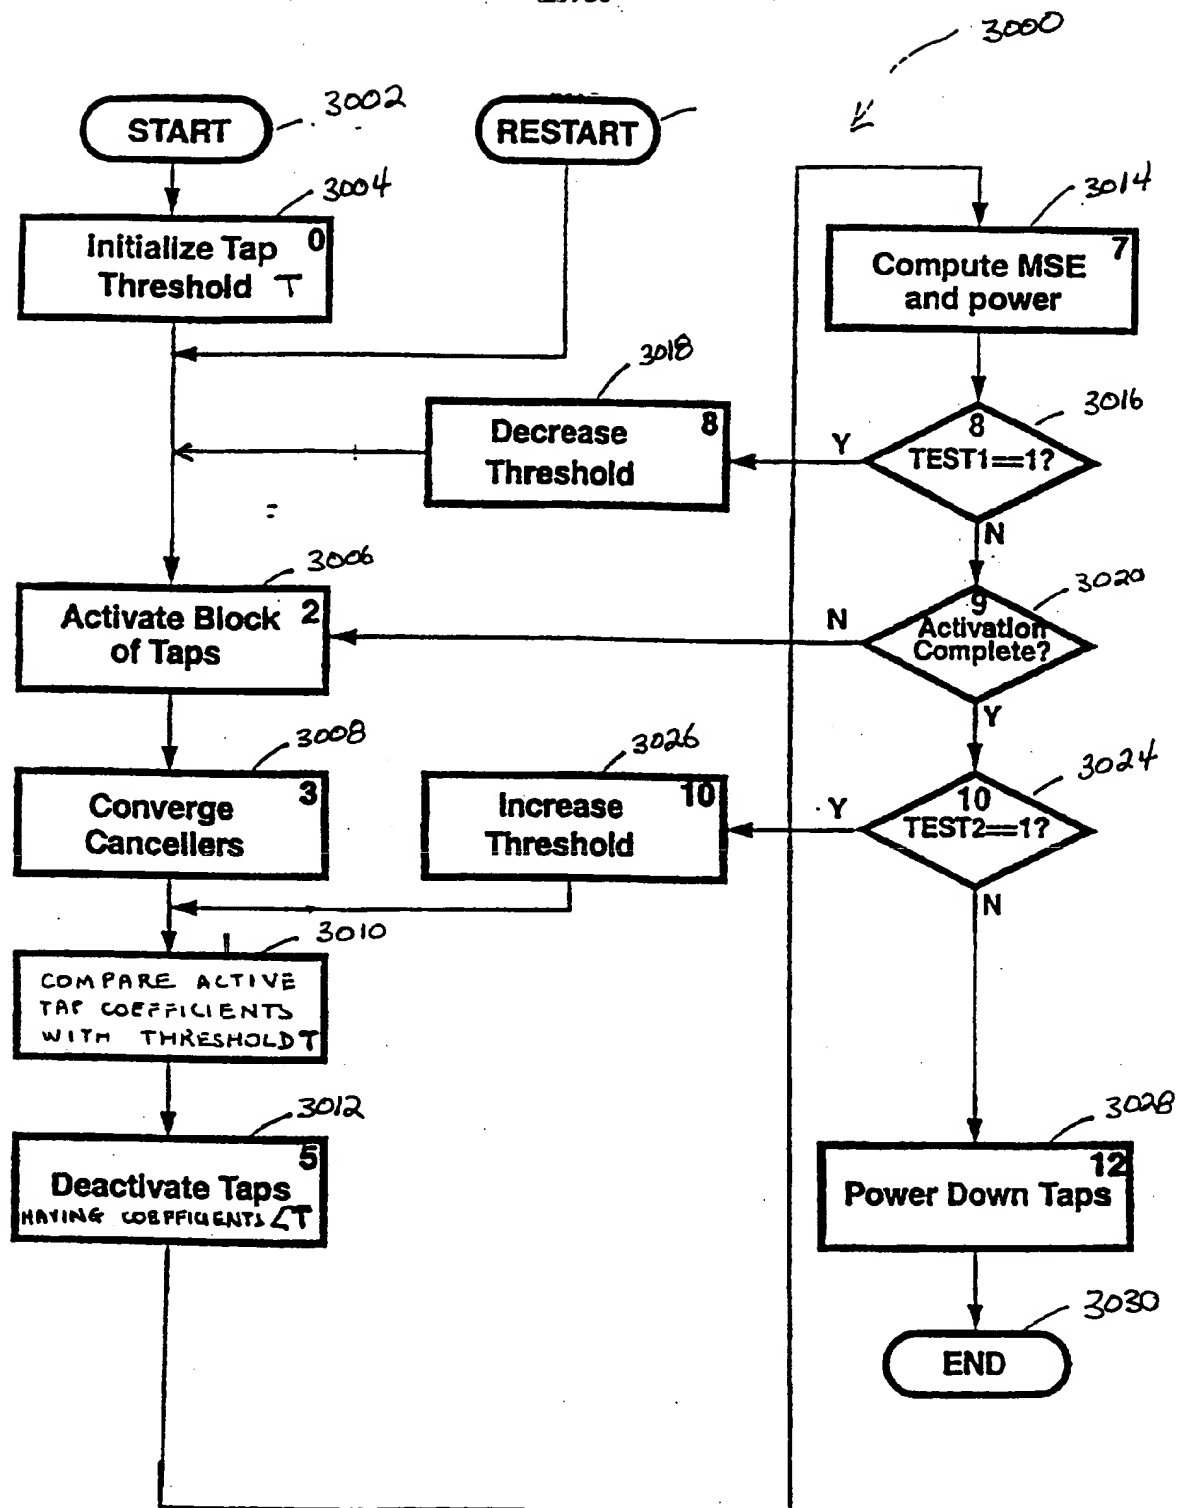 3000
START
3002
RESTART
3004
0
Initialize Tap
Threshold T
3014
7
Compute MSE
and power
3018
8
Decrease
Threshold
3016
8
TEST1==1?
Y
N
3006
2
Activate Block
of Taps
3020
9
Activation
Complete?
N
Y
3008
3
Converge
Cancellers
3026
10
Increase
Threshold
3024
10
TEST2==1?
Y
N
3010
COMPARE ACTIVE
TAP COEFFICIENTS
WITH THRESHOLD T
3012
5
Deactivate Taps
HAVING COEFFICIENTS <T
3028
12
Power Down Taps
3030
END